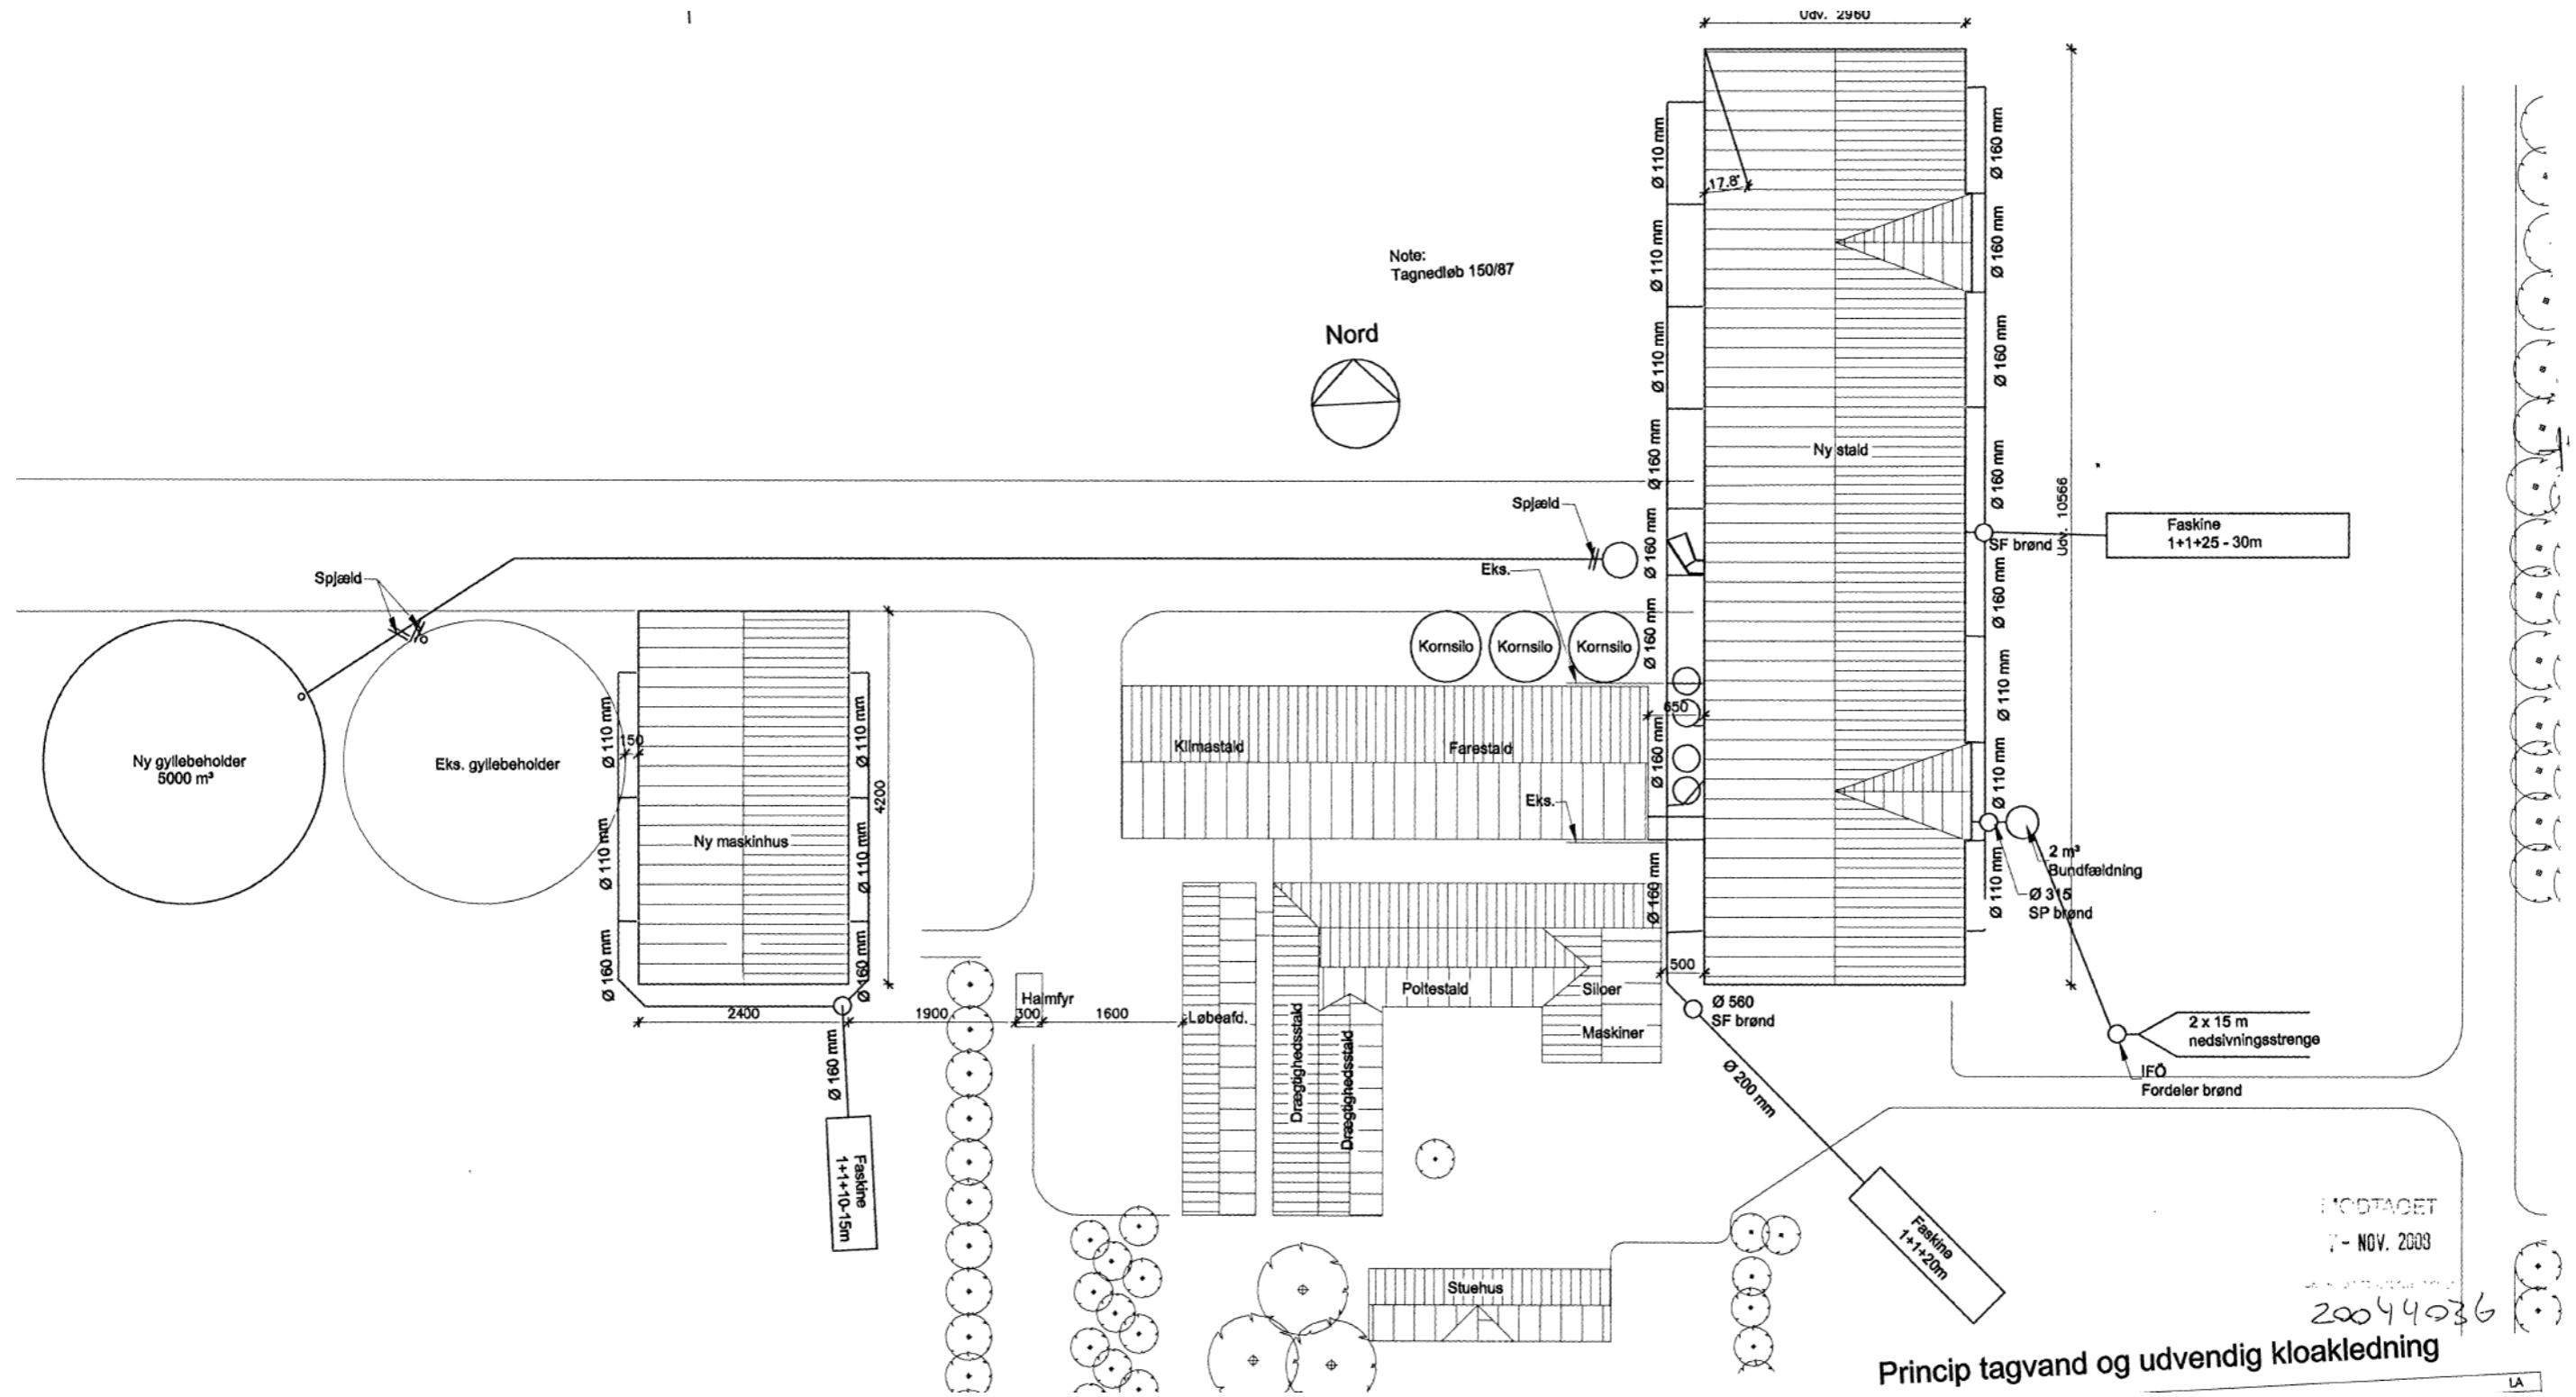 Udv. 2960
Ø 110 mm
Ø 160 mm
17.8°
Ø 110 mm
Ø 160 mm
Note:
Tagnedløb 150/87
Nord
Ø 110 mm
Ø 160 mm
Ø 160 mm
Ny stald
Ø 160 mm
Udv. 10566
Spjæld
Ø 160 mm
SF brønd
Faskine
1+1+25 - 30m
Eks.
Spjæld
Ø 160 mm
Ø 160 mm
Kornsilo
Kornsilo
Kornsilo
Ø 110 mm
650
Ø 110 mm
150
Ø 110 mm
Ny gyllebeholder
5000 m³
Eks. gyllebeholder
Klimastald
Farestald
Ø 160 mm
Ø 110 mm
4200
Eks.
Ny maskinhus
Ø 110 mm
Ø 110 mm
Ø 160 mm
Ø 110 mm
2 m³
Bundfældning
Ø 315
SP brønd
Ø 160 mm
Ø 160 mm
500
Poltestald
Siloer
Halmfyr
2400
1900
300
1600
Løbeafd.
Drægtighedsstald
Drægtighedsstald
Maskiner
Ø 560
SF brønd
2 x 15 m
nedsivningsstrenge
IFÖ
Fordeler brønd
Ø 160 mm
Ø 200 mm
Faskine
1+1+10-15m
Faskine
1+1+20m
Stuehus
MODTAGET
7 - NOV. 2003
20044036
Princip tagvand og udvendig kloakledning
LA